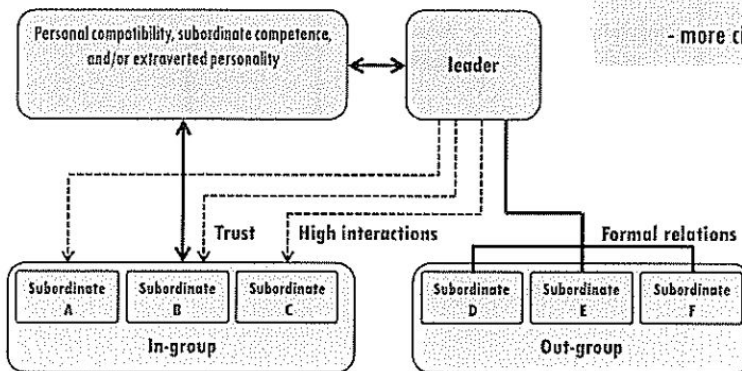 Personal compatibility, subordinate competence,
and/or extraverted personality
leader
- more
Trust
High interactions
Formal relations
Subordinate
A
Subordinate
B
Subordinate
C
In-group
Subordinate
D
Subordinate
E
Subordinate
F
Out-group